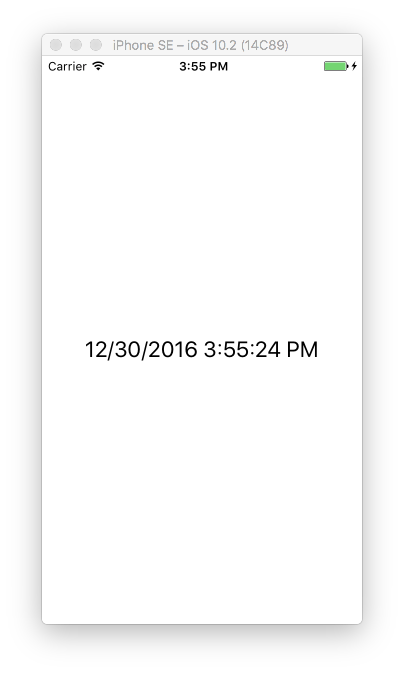 iPhone SE – iOS 10.2 (14C89)
Carrier 3:55 PM
12/30/2016 3:55:24 PM